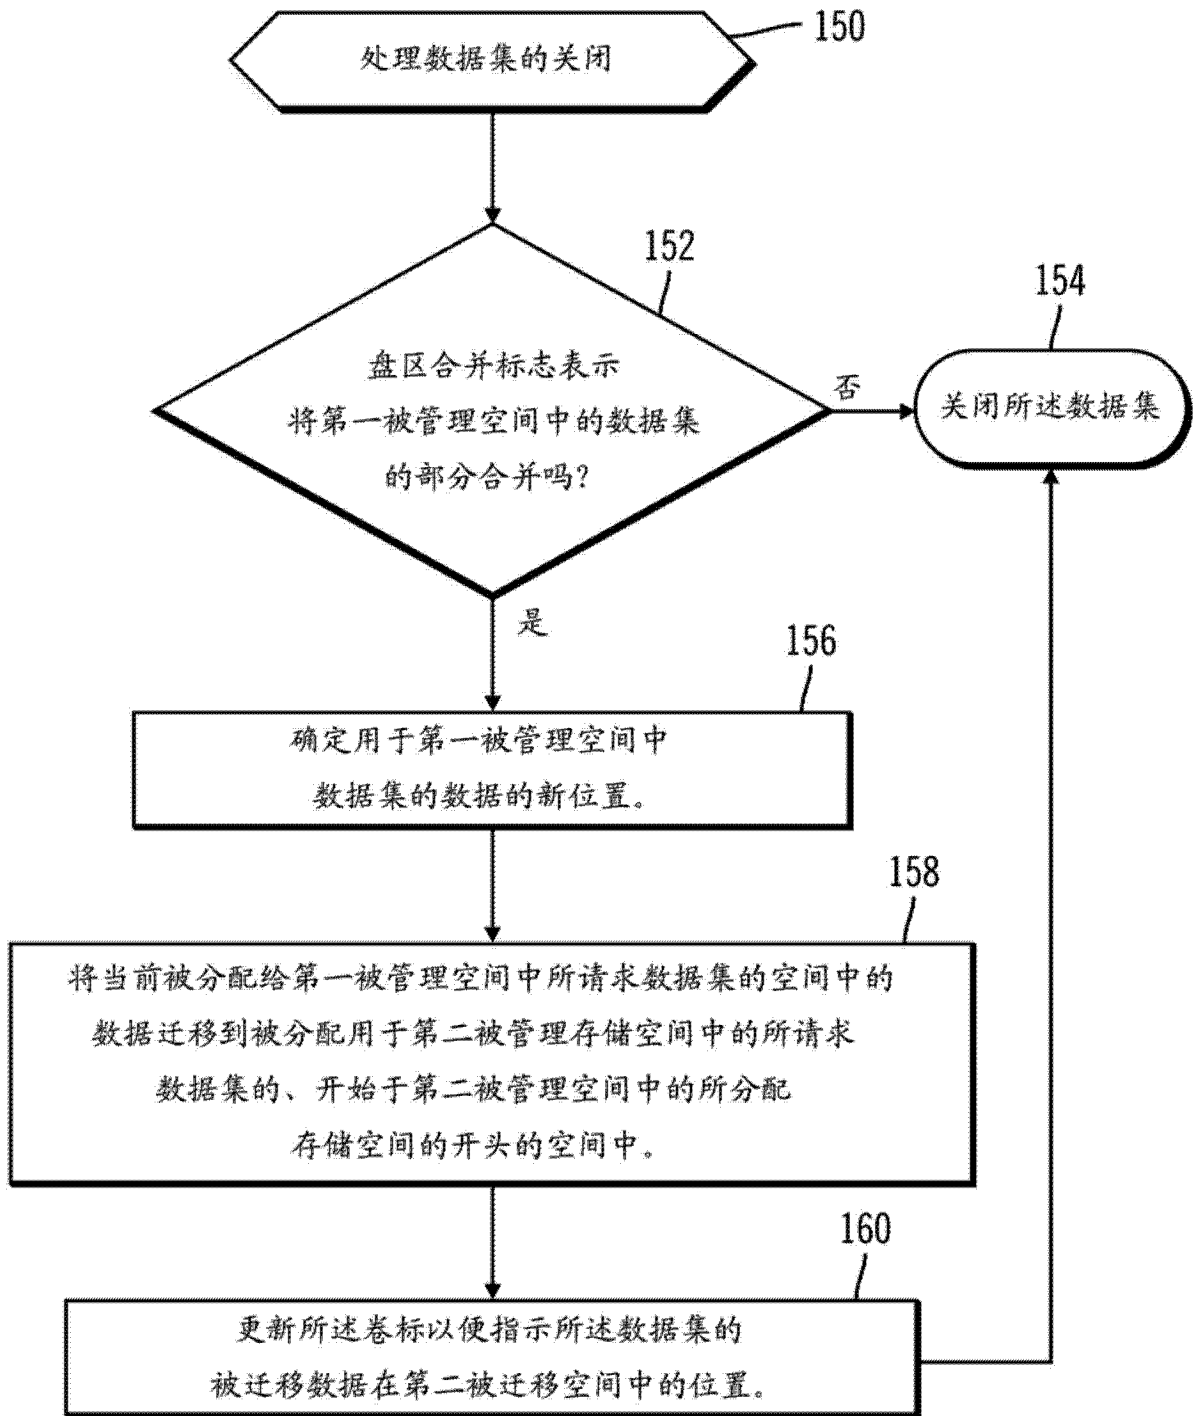 150
处理数据集的关闭
152
盘区合并标志表示
将第一被管理空间中的数据集
的部分合并吗?
否
154
关闭所述数据集
是
156
确定用于第一被管理空间中
数据集的数据的新位置。
158
将当前被分配给第一被管理空间中所请求数据集的空间中的
数据迁移到被分配用于第二被管理存储空间中的所请求
数据集的、开始于第二被管理空间中的所分配
存储空间的开头的空间中。
160
更新所述卷标以便指示所述数据集的
被迁移数据在第二被迁移空间中的位置。